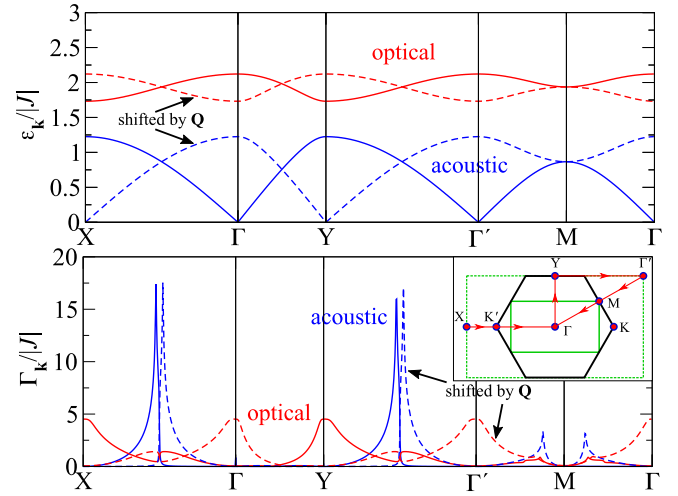 3
2.5
2
1.5
1
0.5
0
ε_k/|J|
optical
shifted by Q
acoustic
X Γ Y Γ′ M Γ
20
15
10
5
0
Γ_k/|J|
acoustic
optical
shifted by Q
Y Γ′
M
X K′ Γ K
X Γ Y Γ′ M Γ